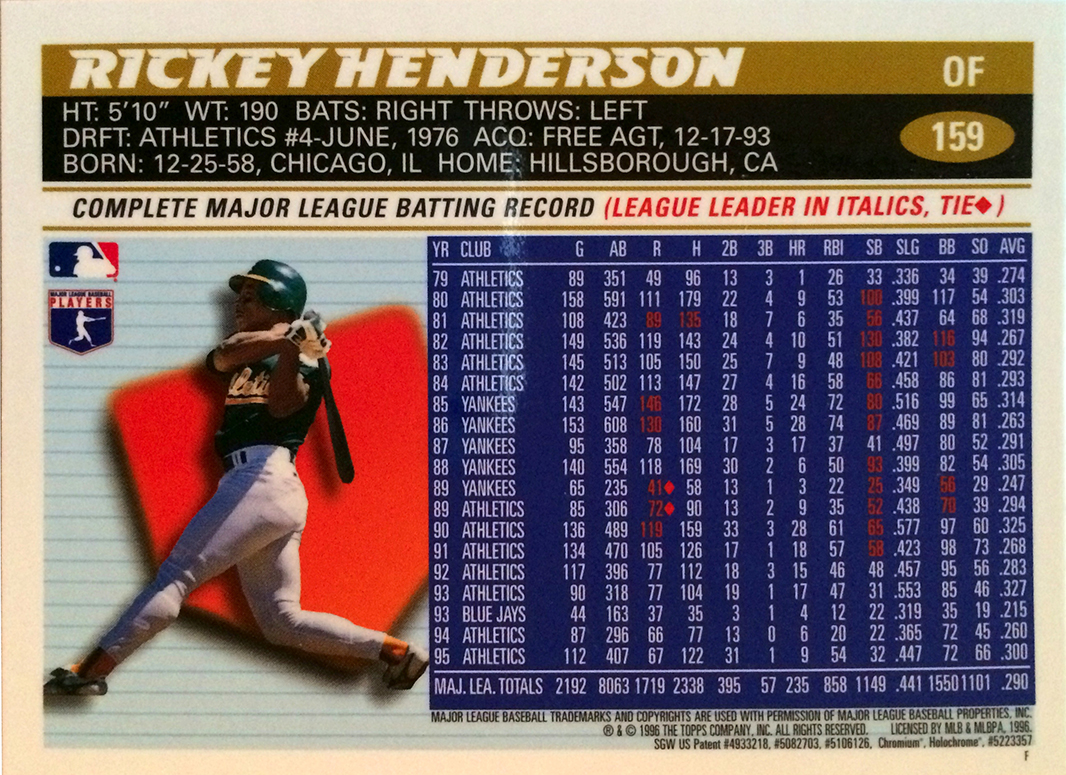 RICKEY HENDERSON OF
HT: 5'10" WT: 190 BATS: RIGHT THROWS: LEFT
DRFT: ATHLETICS #4-JUNE, 1976 ACQ: FREE AGT, 12-17-93
159
BORN: 12-25-58, CHICAGO, IL HOME: HILLSBOROUGH, CA
COMPLETE MAJOR LEAGUE BATTING RECORD (LEAGUE LEADER IN ITALICS, TIE♦)
MAJOR LEAGUE BASEBALL
PLAYERS
Athletics
YR CLUB G AB R H 2B 3B HR RBI SB SLG BB SO AVG
79 ATHLETICS 89 351 49 96 13 3 1 26 33 .336 34 39 .274
80 ATHLETICS 158 591 111 179 22 4 9 53 100 .399 117 54 .303
81 ATHLETICS 108 423 89 135 18 7 6 35 56 .437 64 68 .319
82 ATHLETICS 149 536 119 143 24 4 10 51 130 .382 116 94 .267
83 ATHLETICS 145 513 105 150 25 7 9 48 108 .421 103 80 .292
84 ATHLETICS 142 502 113 147 27 4 16 58 66 .458 86 81 .293
85 YANKEES 143 547 146 172 28 5 24 72 80 .516 99 65 .314
86 YANKEES 153 608 130 160 31 5 28 74 87 .469 89 81 .263
87 YANKEES 95 358 78 104 17 3 17 37 41 .497 80 52 .291
88 YANKEES 140 554 118 169 30 2 6 50 93 .399 82 54 .305
89 YANKEES 65 235 41♦ 58 13 1 3 22 25 .349 56 29 .247
89 ATHLETICS 85 306 72♦ 90 13 2 9 35 52 .438 70 39 .294
90 ATHLETICS 136 489 119 159 33 3 28 61 65 .577 97 60 .325
91 ATHLETICS 134 470 105 126 17 1 18 57 58 .423 98 73 .268
92 ATHLETICS 117 396 77 112 18 3 15 46 48 .457 95 56 .283
93 ATHLETICS 90 318 77 104 19 1 17 47 31 .553 85 46 .327
93 BLUE JAYS 44 163 37 35 3 1 4 12 22 .319 35 19 .215
94 ATHLETICS 87 296 66 77 13 0 6 20 22 .365 72 45 .260
95 ATHLETICS 112 407 67 122 31 1 9 54 32 .447 72 66 .300
MAJ. LEA. TOTALS 2192 8063 1719 2338 395 57 235 858 1149 .441 1550 1101 .290
MAJOR LEAGUE BASEBALL TRADEMARKS AND COPYRIGHTS ARE USED WITH PERMISSION OF MAJOR LEAGUE BASEBALL PROPERTIES, INC.
® & © 1996 THE TOPPS COMPANY, INC. ALL RIGHTS RESERVED. LICENSED BY MLB & MLBPA, 1996.
SGW US Patent #4933218, #5082703, #5106126, Chromium®, Holochrome®, #5223357
F